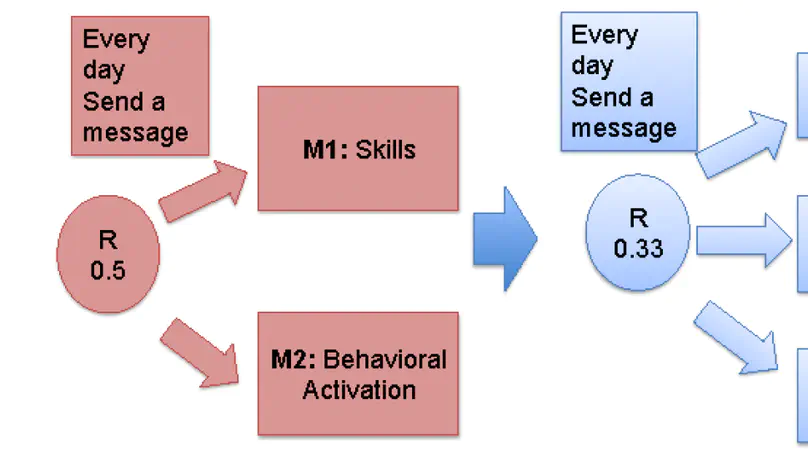 Every
day
Send a
message
M1: Skills
R
0.5
M2: Behavioral
Activation
Every
day
Send a
message
R
0.33